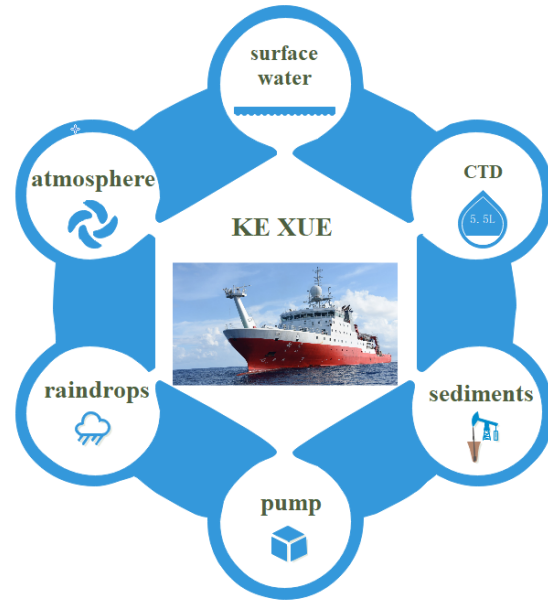 surface
water
atmosphere
CTD
5.5L
KE XUE
raindrops
sediments
pump